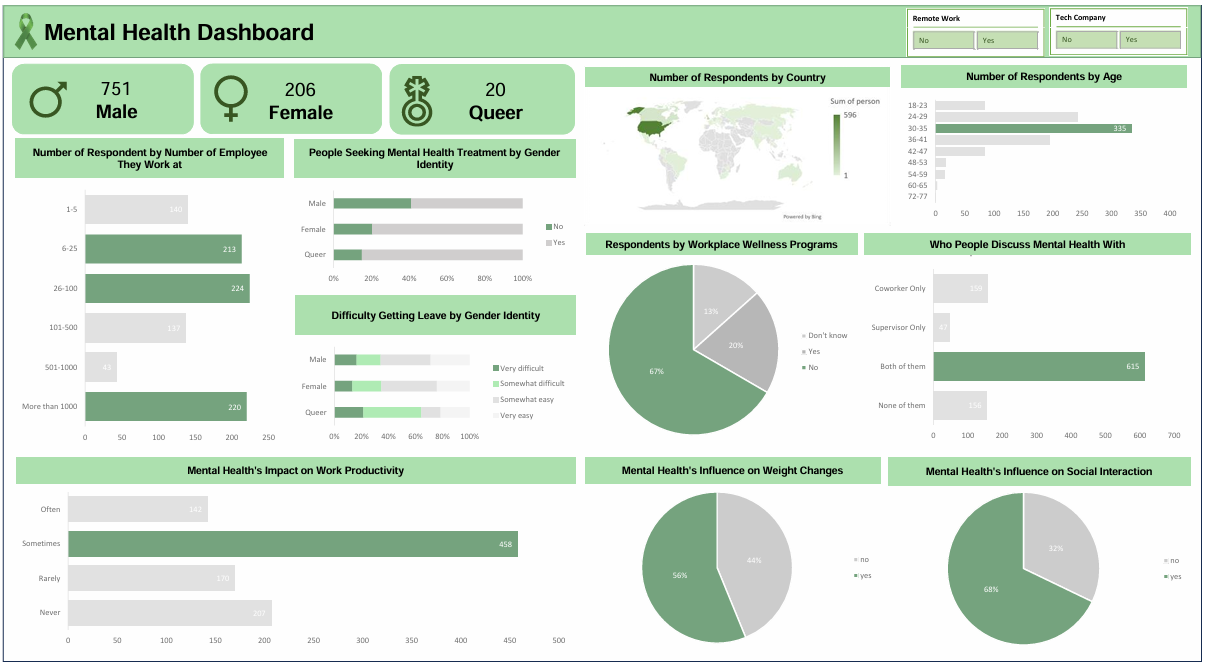 Mental Health Dashboard
Remote Work
No
Yes
Tech Company
No
Yes
751
Male
206
Female
20
Queer
Number of Respondent by Number of Employee
They Work at
1-5
140
6-25
213
26-100
224
101-500
137
501-1000
43
More than 1000
220
0
50
100
150
200
250
People Seeking Mental Health Treatment by Gender
Identity
Male
Female
Queer
0%
20%
40%
60%
80%
100%
No
Yes
Difficulty Getting Leave by Gender Identity
Male
Female
Queer
0%
20%
40%
60%
80%
100%
Very difficult
Somewhat difficult
Somewhat easy
Very easy
Number of Respondents by Country
Sum of person
596
1
Powered by Bing
Number of Respondents by Age
18-23
24-29
30-35
335
36-41
42-47
48-53
54-59
60-65
72-77
0
50
100
150
200
250
300
350
400
Respondents by Workplace Wellness Programs
13%
20%
67%
Don't know
Yes
No
Who People Discuss Mental Health With
Coworker Only
159
Supervisor Only
47
Both of them
615
None of them
156
0
100
200
300
400
500
600
700
Mental Health's Impact on Work Productivity
Often
142
Sometimes
458
Rarely
170
Never
207
0
50
100
150
200
250
300
350
400
450
500
Mental Health's Influence on Weight Changes
44%
56%
no
yes
Mental Health's Influence on Social Interaction
32%
68%
no
yes